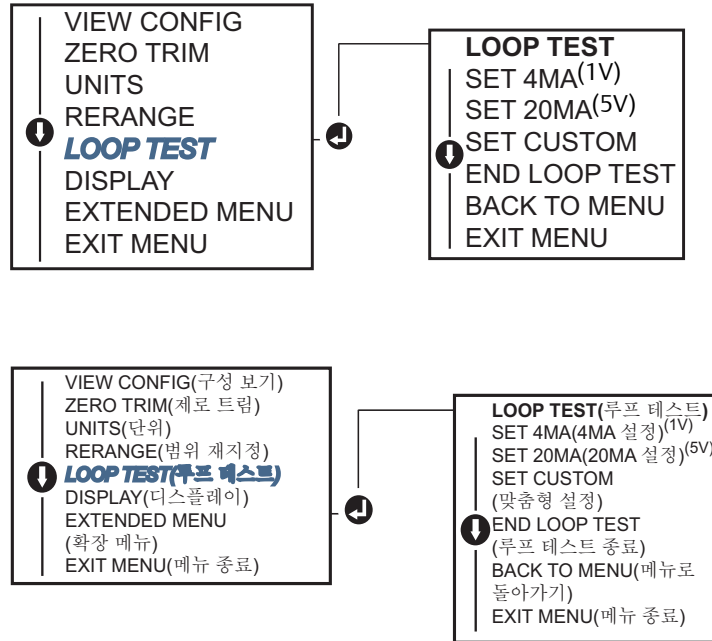 VIEW CONFIG
ZERO TRIM
UNITS
RERANGE
LOOP TEST
DISPLAY
EXTENDED MENU
EXIT MENU
LOOP TEST
SET 4MA(1V)
SET 20MA(5V)
SET CUSTOM
END LOOP TEST
BACK TO MENU
EXIT MENU
VIEW CONFIG(구성 보기)
ZERO TRIM(제로 트림)
UNITS(단위)
RERANGE(범위 재지정)
LOOP TEST(루프 테스트)
DISPLAY(디스플레이)
EXTENDED MENU
(확장 메뉴)
EXIT MENU(메뉴 종료)
LOOP TEST(루프 테스트)
SET 4MA(4MA 설정)(1V)
SET 20MA(20MA 설정)(5V)
SET CUSTOM
(맞춤형 설정)
END LOOP TEST
(루프 테스트 종료)
BACK TO MENU(메뉴로
돌아가기)
EXIT MENU(메뉴 종료)